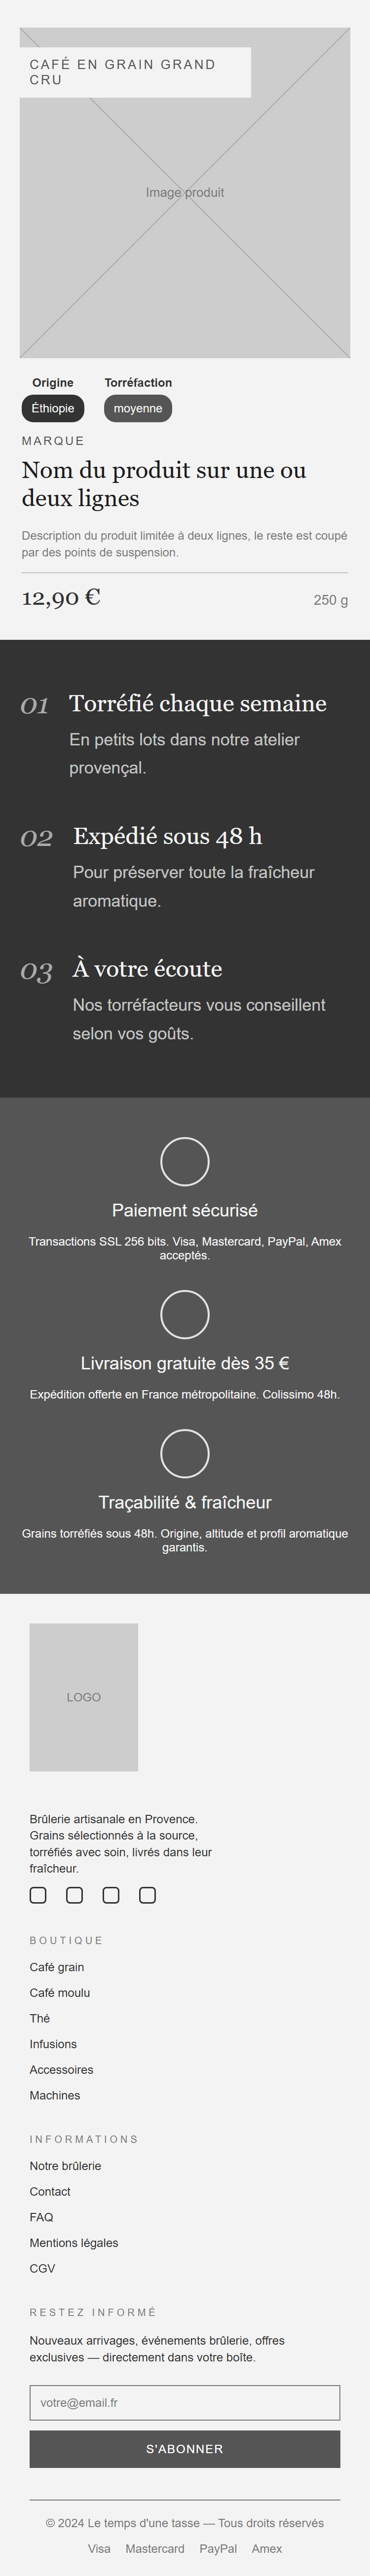 CAFÉ EN GRAIN GRAND
CRU
Image produit
Origine Torréfaction
Éthiopie moyenne
MARQUE
Nom du produit sur une ou
deux lignes
Description du produit limitée à deux lignes, le reste est coupé
par des points de suspension.
12,90 € 250 g
01 Torréfié chaque semaine
En petits lots dans notre atelier
provençal.
02 Expédié sous 48 h
Pour préserver toute la fraîcheur
aromatique.
03 À votre écoute
Nos torréfacteurs vous conseillent
selon vos goûts.
Paiement sécurisé
Transactions SSL 256 bits. Visa, Mastercard, PayPal, Amex
acceptés.
Livraison gratuite dès 35 €
Expédition offerte en France métropolitaine. Colissimo 48h.
Traçabilité & fraîcheur
Grains torréfiés sous 48h. Origine, altitude et profil aromatique
garantis.
LOGO
Brûlerie artisanale en Provence.
Grains sélectionnés à la source,
torréfiés avec soin, livrés dans leur
fraîcheur.
BOUTIQUE
Café grain
Café moulu
Thé
Infusions
Accessoires
Machines
INFORMATIONS
Notre brûlerie
Contact
FAQ
Mentions légales
CGV
RESTEZ INFORMÉ
Nouveaux arrivages, événements brûlerie, offres
exclusives — directement dans votre boîte.
votre@email.fr
S'ABONNER
© 2024 Le temps d'une tasse — Tous droits réservés
Visa Mastercard PayPal Amex